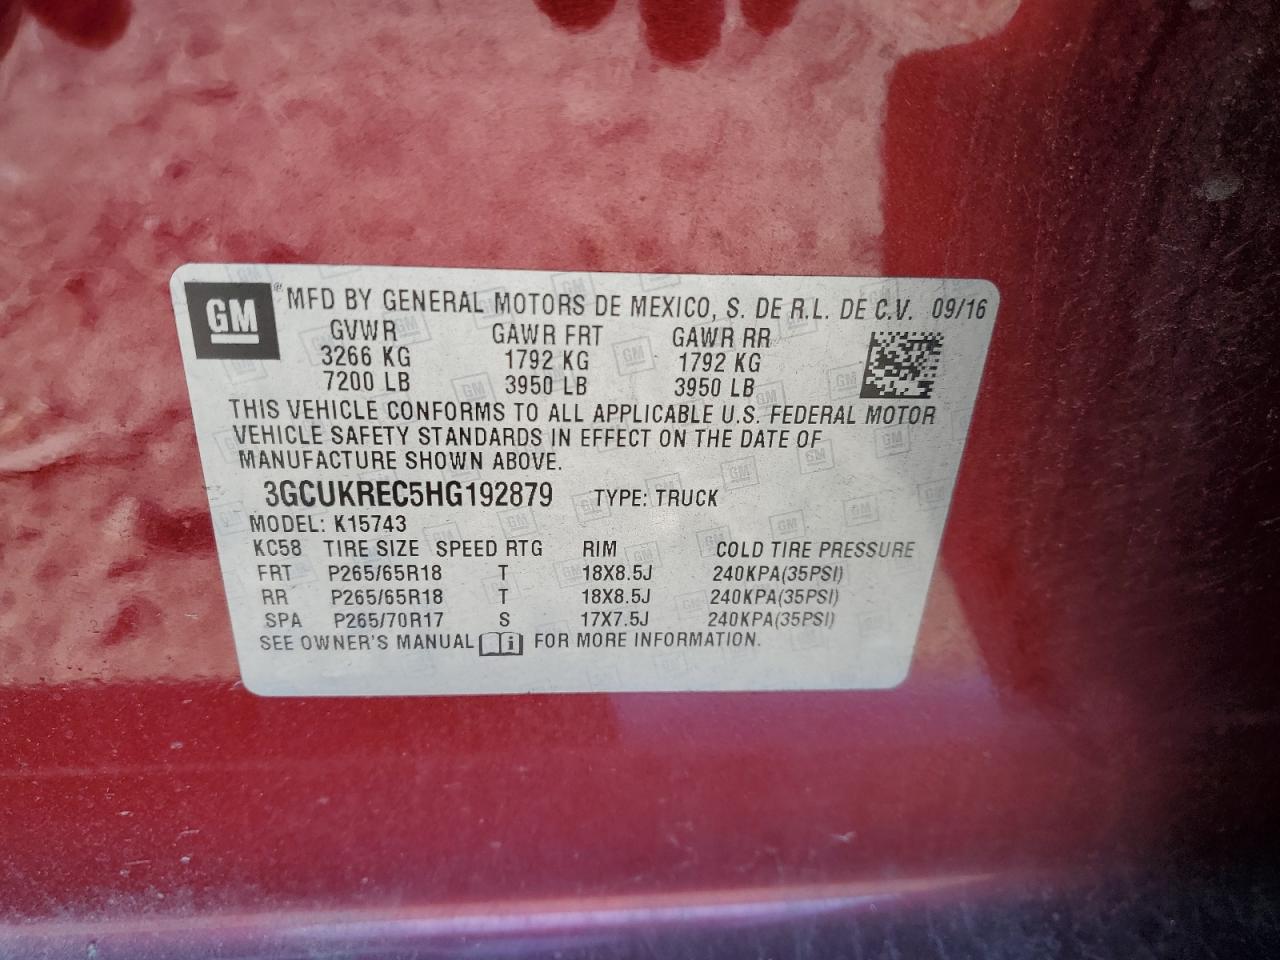 GM ® MFD BY GENERAL MOTORS DE MEXICO, S. DE R.L. DE C.V. 09/16
GVWR GAWR FRT GAWR RR
3266 KG 1792 KG 1792 KG
7200 LB 3950 LB 3950 LB
THIS VEHICLE CONFORMS TO ALL APPLICABLE U.S. FEDERAL MOTOR
VEHICLE SAFETY STANDARDS IN EFFECT ON THE DATE OF
MANUFACTURE SHOWN ABOVE.
3GCUKREC5HG192879 TYPE: TRUCK
MODEL: K15743
KC58 TIRE SIZE SPEED RTG RIM COLD TIRE PRESSURE
FRT P265/65R18 T 18X8.5J 240KPA(35PSI)
RR P265/65R18 T 18X8.5J 240KPA(35PSI)
SPA P265/70R17 S 17X7.5J 240KPA(35PSI)
SEE OWNER'S MANUAL i FOR MORE INFORMATION.